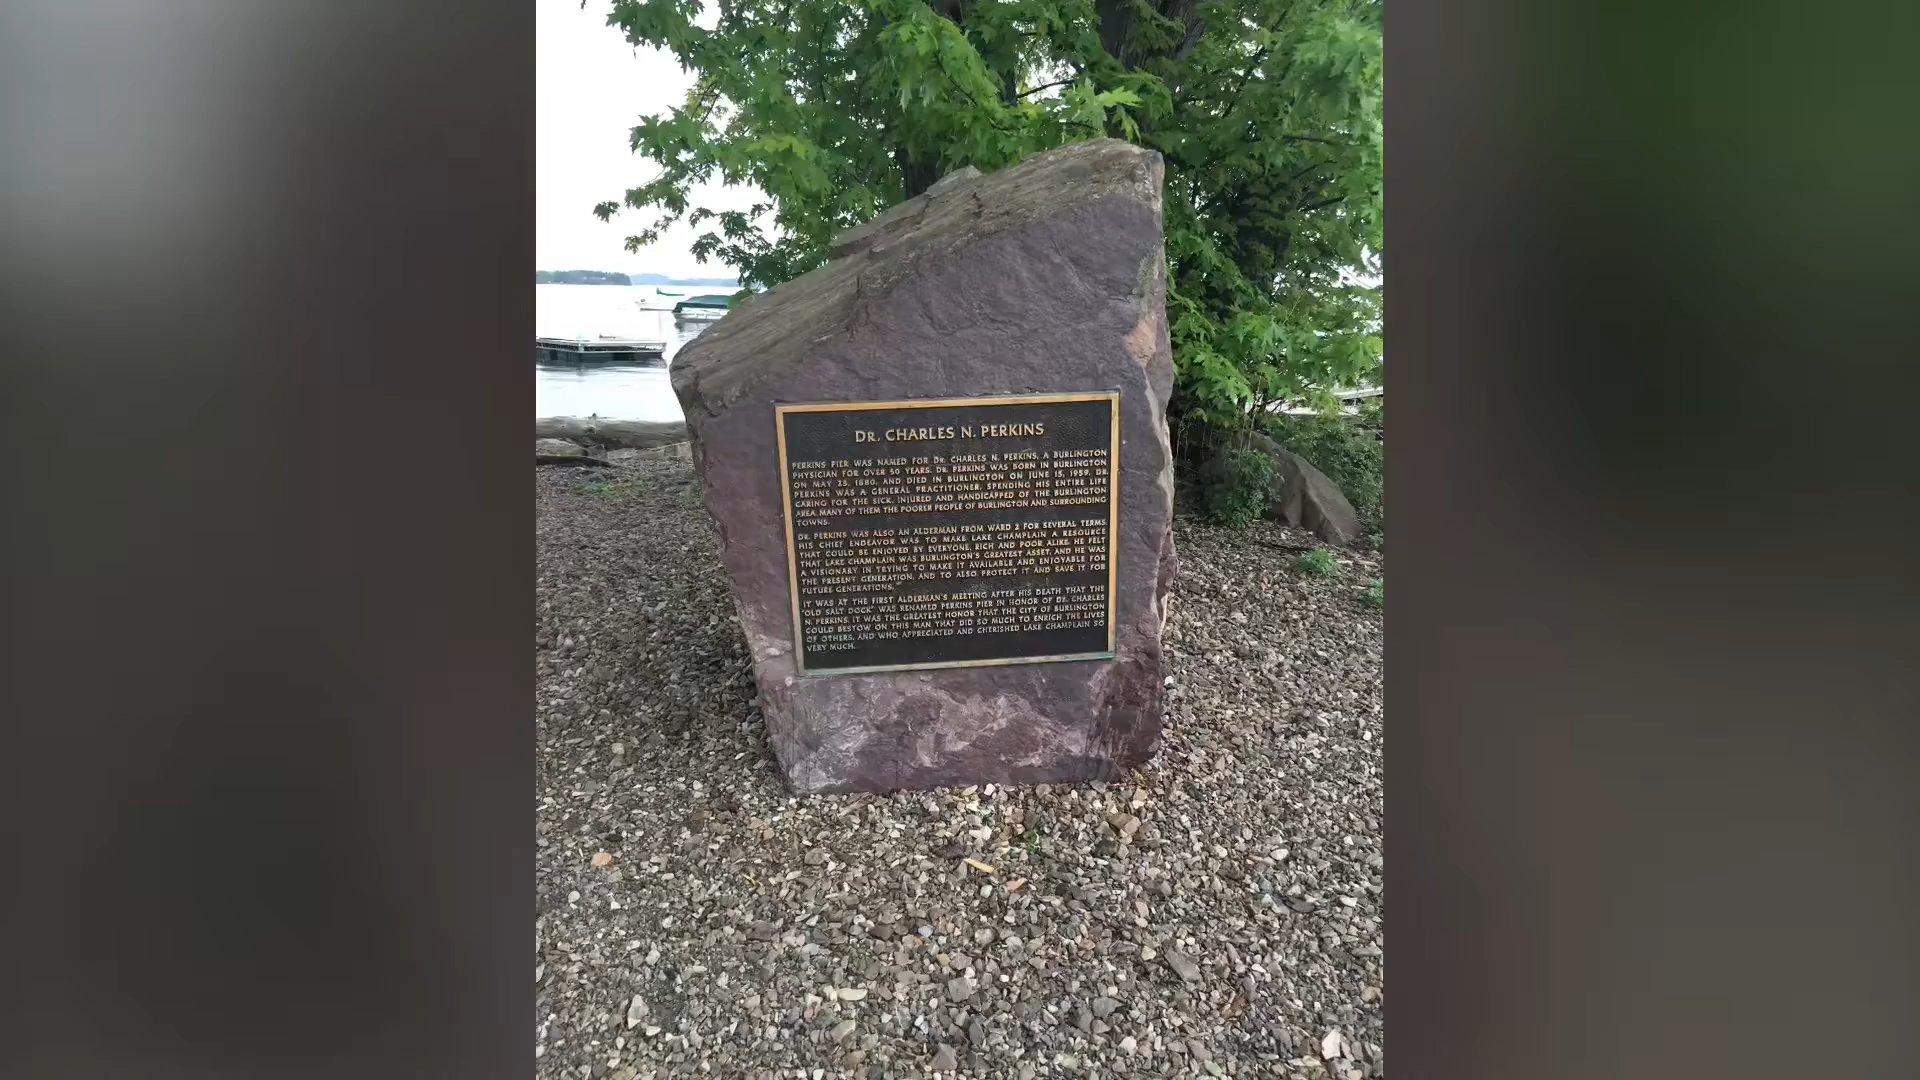 DR. CHARLES N. PERKINS
PERKINS PIER WAS NAMED FOR DR. CHARLES N. PERKINS, A BURLINGTON
PHYSICIAN FOR OVER 50 YEARS. DR. PERKINS WAS BORN IN BURLINGTON
ON MAY 25, 1880, AND DIED IN BURLINGTON ON JUNE 15, 1959. DR.
PERKINS WAS A GENERAL PRACTITIONER, SPENDING HIS ENTIRE LIFE
CARING FOR THE SICK, INJURED AND HANDICAPPED OF THE BURLINGTON
AREA, MANY OF THEM THE POORER PEOPLE OF BURLINGTON AND SURROUNDING
TOWNS.
DR. PERKINS WAS ALSO AN ALDERMAN FROM WARD 2 FOR SEVERAL TERMS.
HIS CHIEF ENDEAVOR WAS TO MAKE LAKE CHAMPLAIN A RESOURCE
THAT COULD BE ENJOYED BY EVERYONE, RICH AND POOR ALIKE. HE FELT
THAT LAKE CHAMPLAIN WAS BURLINGTON'S GREATEST ASSET, AND HE WAS
A VISIONARY IN TRYING TO MAKE IT AVAILABLE AND ENJOYABLE FOR
THE PRESENT GENERATION, AND TO ALSO PROTECT IT AND SAVE IT FOR
FUTURE GENERATIONS.
IT WAS AT THE FIRST ALDERMAN'S MEETING AFTER HIS DEATH THAT THE
"OLD SALT DOCK" WAS RENAMED PERKINS PIER IN HONOR OF DR. CHARLES
N. PERKINS. IT WAS THE GREATEST HONOR THAT THE CITY OF BURLINGTON
COULD BESTOW ON THIS MAN THAT DID SO MUCH TO ENRICH THE LIVES
OF OTHERS, AND WHO APPRECIATED AND CHERISHED LAKE CHAMPLAIN SO
VERY MUCH.